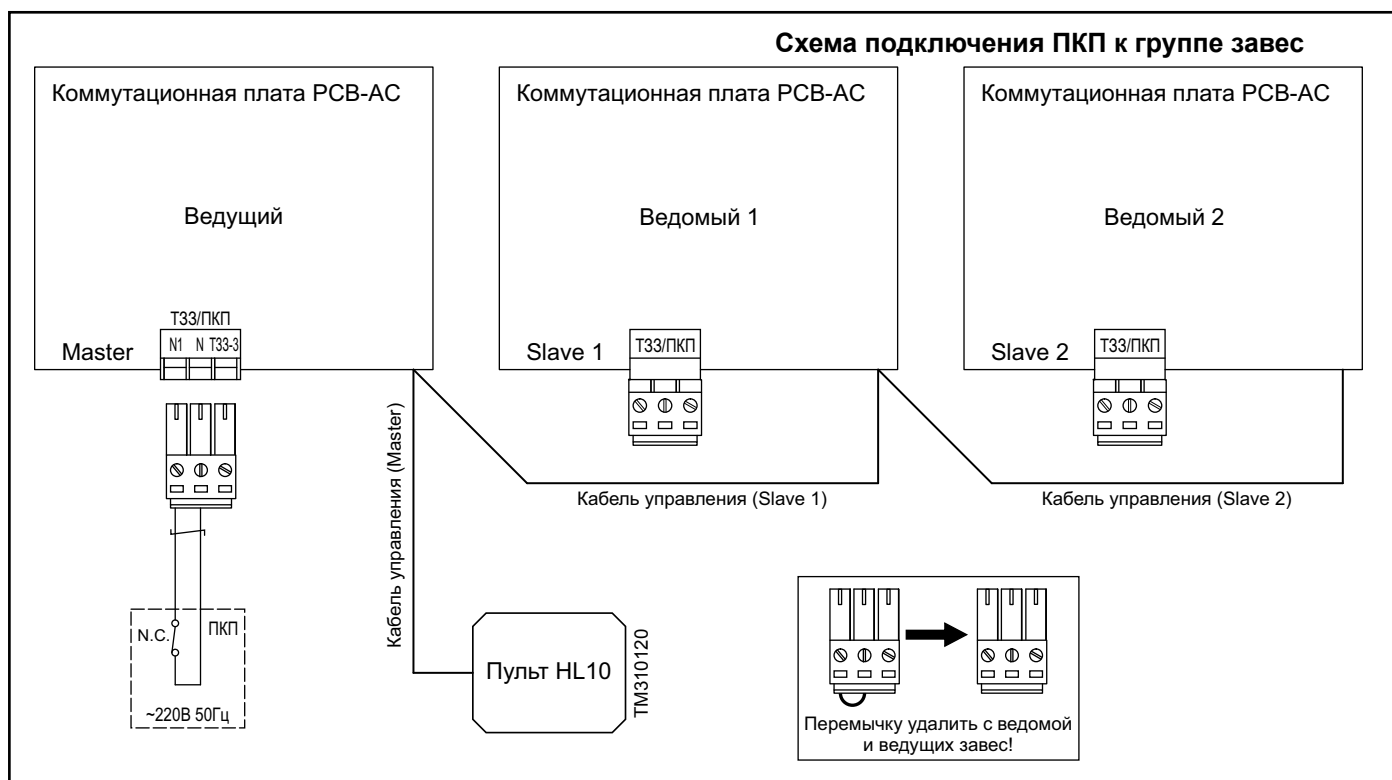 Схема подключения ПКП к группе завес
Коммутационная плата PCB-AC
Ведущий
ТЗЗ/ПКП
N1 N ТЗЗ-3
Master
Коммутационная плата PCB-AC
Ведомый 1
Slave 1
ТЗЗ/ПКП
Коммутационная плата PCB-AC
Ведомый 2
Slave 2
ТЗЗ/ПКП
Кабель управления (Master)
Кабель управления (Slave 1)
Кабель управления (Slave 2)
N.C.
ПКП
~220В 50Гц
Пульт HL10
TM310120
Перемычку удалить с ведомой
и ведущих завес!